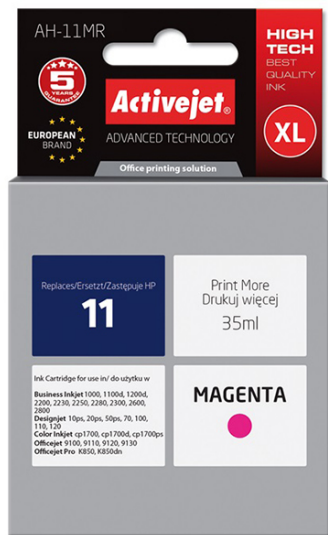 AH-11MR
HIGH
TECH
BEST
QUALITY
INK
5
YEARS
GUARANTEE
Activejet®
EUROPEAN
BRAND
ADVANCED TECHNOLOGY
XL
Office printing solution
Replaces/Ersetzt/Zastępuje HP
11
Print More
Drukuj więcej
35ml
Ink Cartridge for use in/ do użytku w
Business Inkjet 1000, 1100d, 1200d,
2200, 2230, 2250, 2280, 2300, 2600,
2800
Designjet 10ps, 20ps, 50ps, 70, 100,
110, 120
Color Inkjet cp1700, cp1700d, cp1700ps
Officejet 9100, 9110, 9120, 9130
Officejet Pro K850, K850dn
MAGENTA